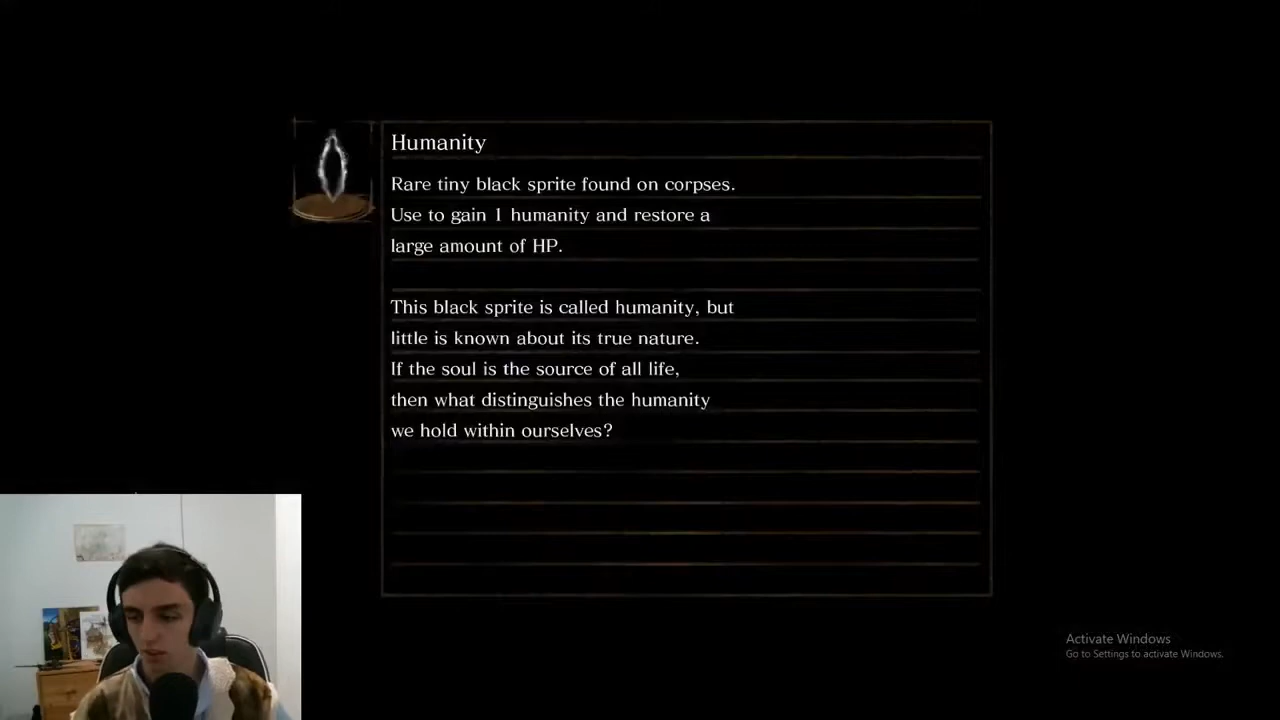 Humanity
Rare tiny black sprite found on corpses.
Use to gain 1 humanity and restore a
large amount of HP.
This black sprite is called humanity, but
little is known about its true nature.
If the soul is the source of all life,
then what distinguishes the humanity
we hold within ourselves?
Activate Windows
Go to Settings to activate Windows.